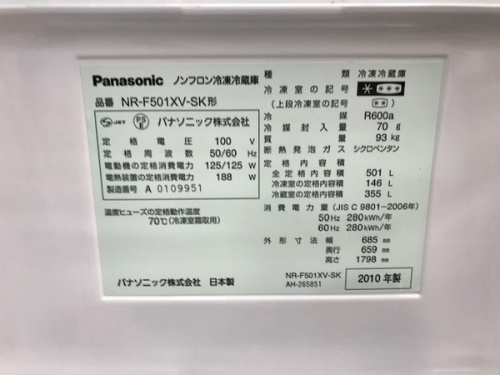 Panasonic ノンフロン冷凍冷蔵庫
品番 NR-F501XV-SK形
JET PSE パナソニック株式会社
定格電圧 100 V
定格周波数 50/60 Hz
電動機の定格消費電力 125/125 W
電熱装置の定格消費電力 188 W
製造番号 A 0109951
温度ヒューズの定格動作温度
70℃(冷凍室霜取用)
パナソニック株式会社 日本製
種類 冷凍冷蔵庫
冷凍室の記号 * ***
(上段冷凍室の記号) **
冷媒 R600a
冷媒封入量 70 g
質量 93 kg
断熱発泡ガス シクロペンタン
定格内容積
全定格内容積 501 L
冷凍室の定格内容積 146 L
冷蔵室の定格内容積 355 L
消費電力量(JIS C 9801-2006年)
50Hz 280kWh/年
60Hz 280kWh/年
外形寸法 幅 685 mm
奥行 659 mm
高さ 1798 mm
NR-F501XV-SK
AH-265851
2010年製